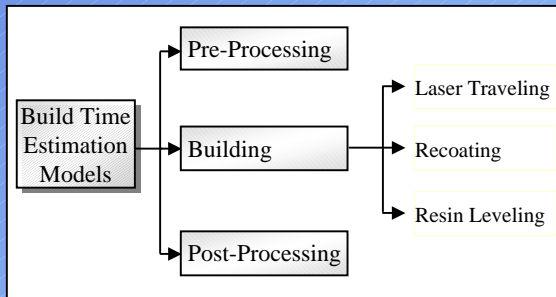 Build Time
Estimation
Models
Pre-Processing
Building
Post-Processing
Laser Traveling
Recoating
Resin Leveling